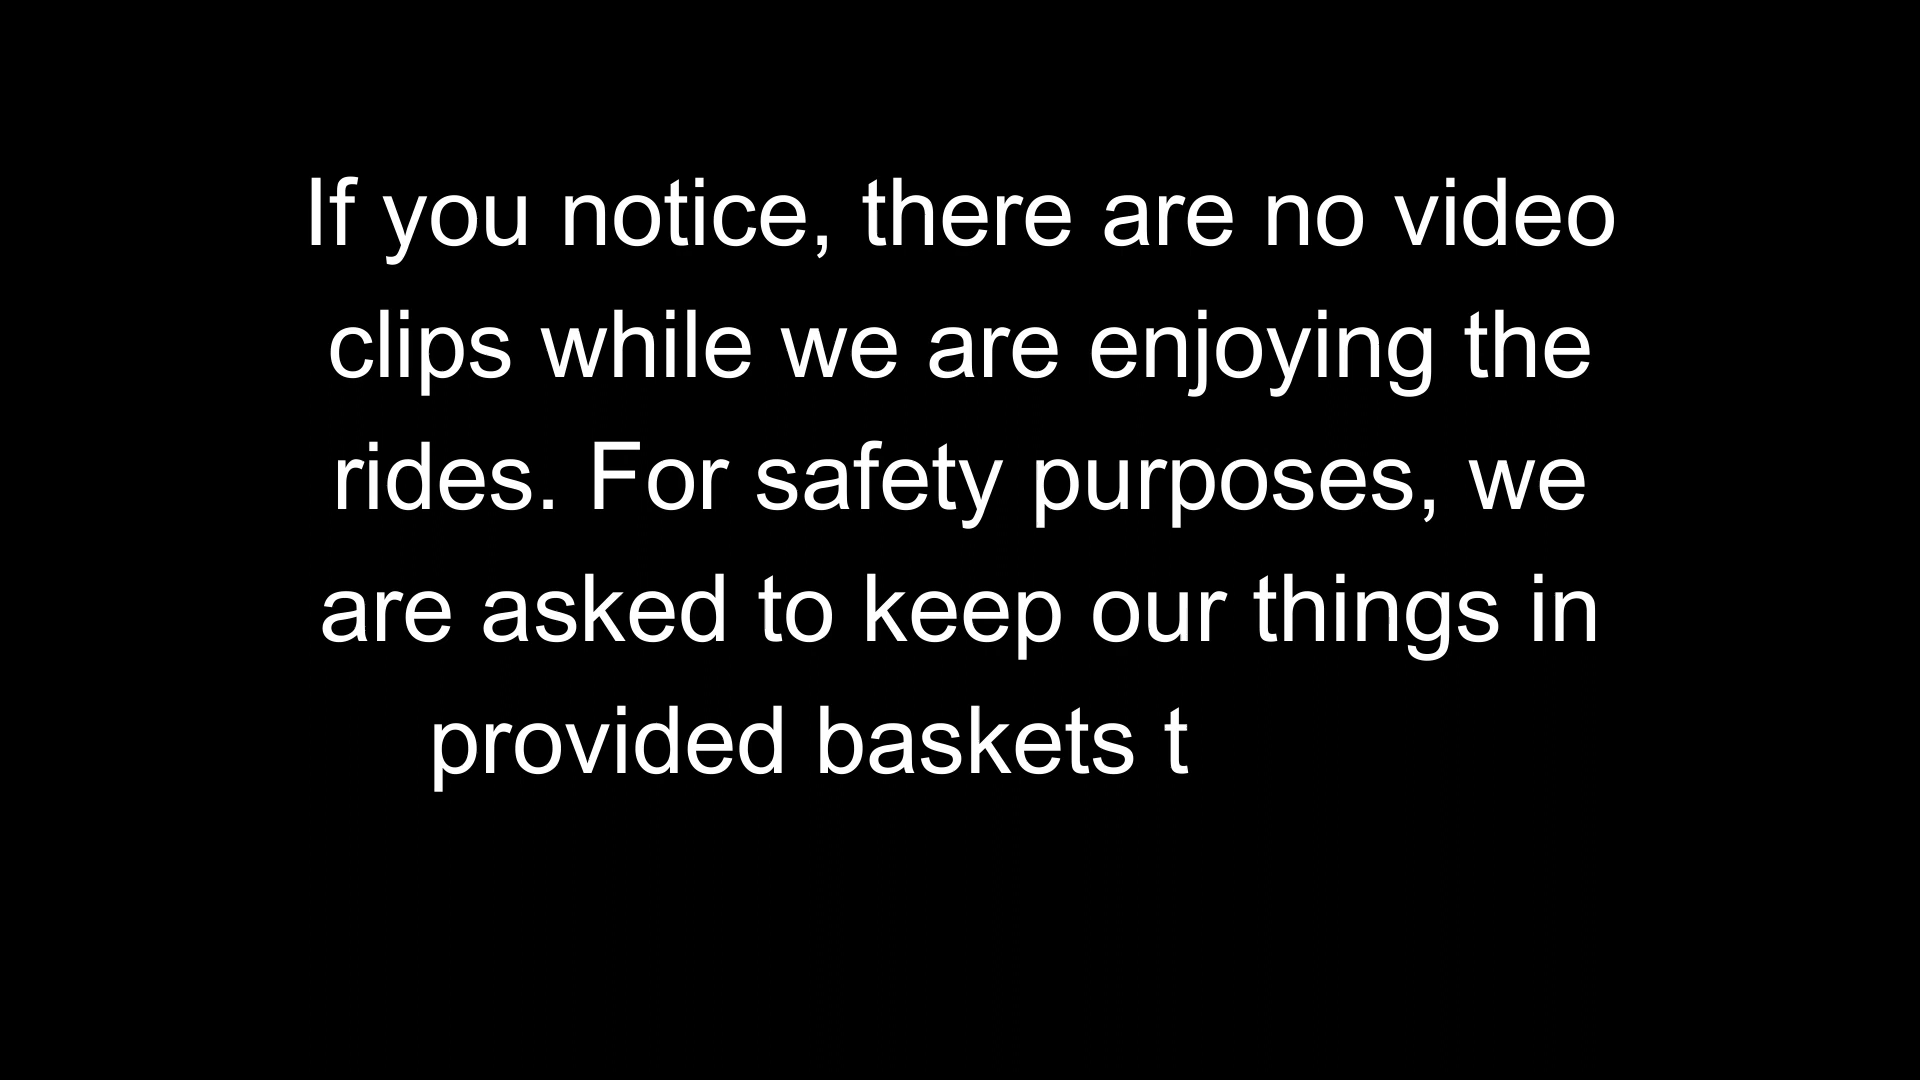 If you notice, there are no video
clips while we are enjoying the
rides. For safety purposes, we
are asked to keep our things in
provided baskets t